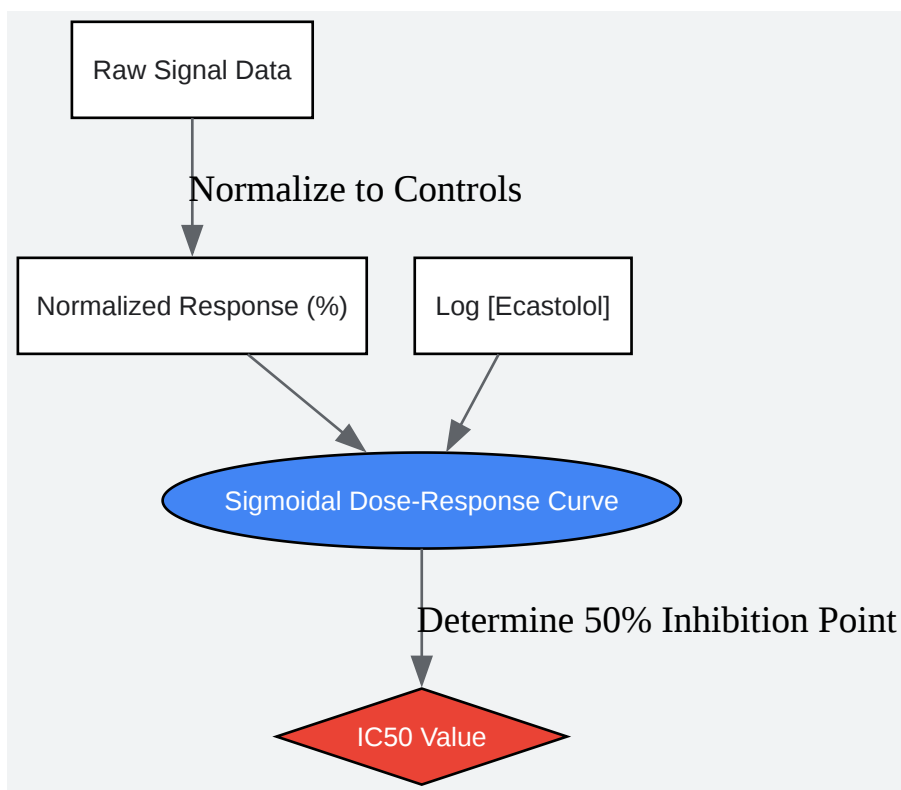 Raw Signal Data
Normalize to Controls
Normalized Response (%)
Log [Ecastolol]
Sigmoidal Dose-Response Curve
Determine 50% Inhibition Point
IC50 Value